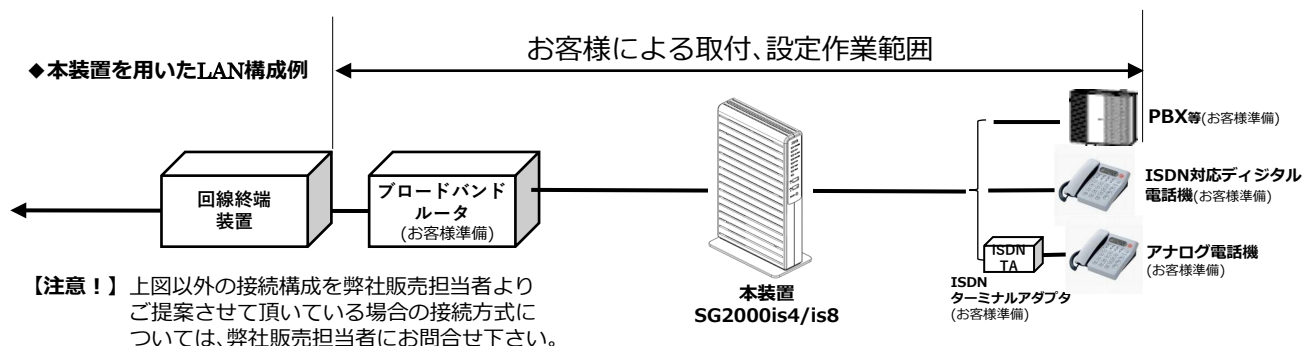 お客様による取付、設定作業範囲
◆本装置を用いたLAN構成例
PBX等(お客様準備)
ISDN対応ディジタル
電話機(お客様準備)
アナログ電話機
(お客様準備)
回線終端
装置
ブロードバンド
ルータ
(お客様準備)
ISDN
TA
ISDN
ターミナルアダプタ
(お客様準備)
本装置
SG2000is4/is8
【注意!】上図以外の接続構成を弊社販売担当者より
ご提案させて頂いている場合の接続方式に
ついては、弊社販売担当者にお問合せ下さい。